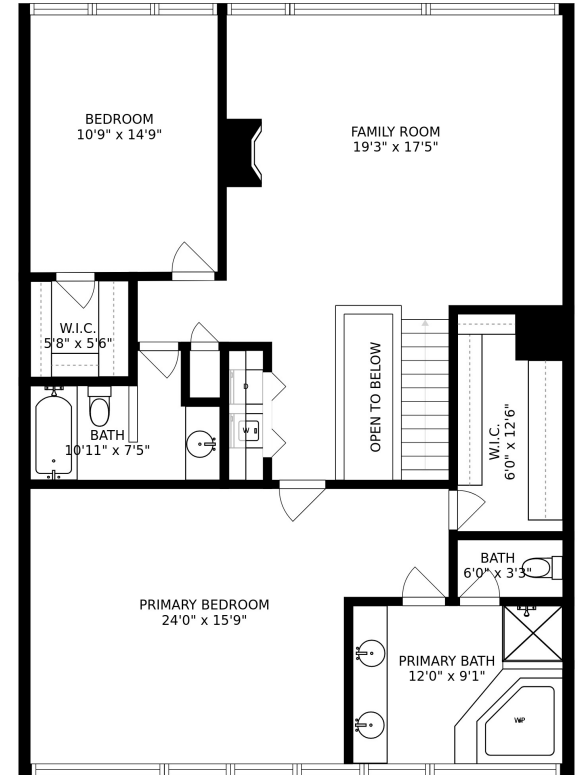 BEDROOM
10'9" x 14'9"
FAMILY ROOM
19'3" x 17'5"
W.I.C.
5'8" x 5'6"
D
W
OPEN TO BELOW
W.I.C.
6'0" x 12'6"
BATH
10'11" x 7'5"
BATH
6'0" x 3'3"
PRIMARY BEDROOM
24'0" x 15'9"
PRIMARY BATH
12'0" x 9'1"